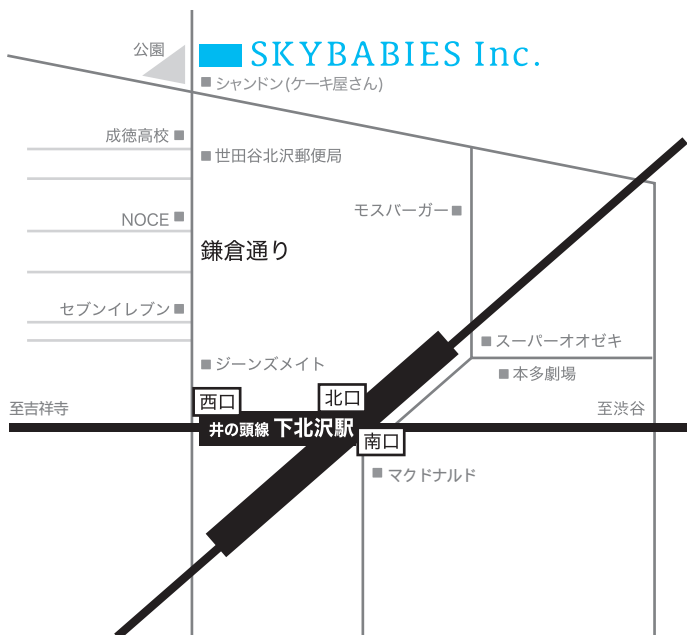 公園
SKYBABIES Inc.
シャンドン(ケーキ屋さん)
成徳高校
世田谷北沢郵便局
モスバーガー
NOCE
鎌倉通り
セブンイレブン
スーパーオオゼキ
ジーンズメイト
本多劇場
西口
北口
至吉祥寺
至渋谷
井の頭線 下北沢駅
南口
マクドナルド